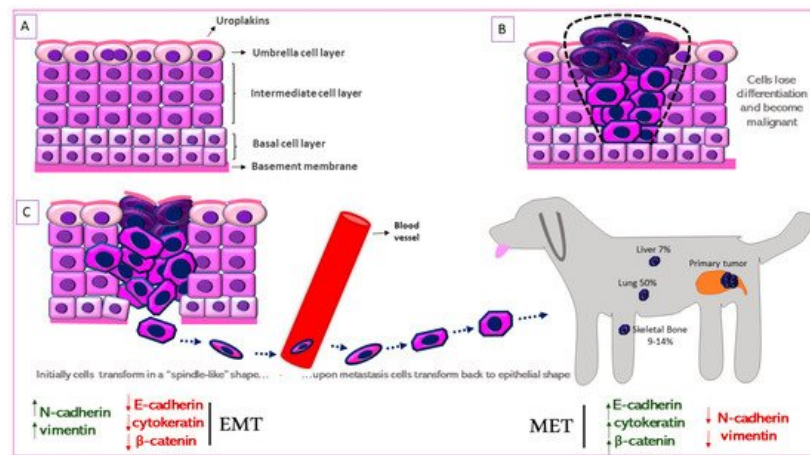 A
Uroplakins
Umbrella cell layer
Intermediate cell layer
Basal cell layer
Basement membrane
B
Cells lose
differentiation
and become
malignant
C
Blood
vessel
Liver 7%
Lung 50%
Primary tumor
Skeletal Bone
9-14%
Initially cells transform in a "spindle-like" shape...
...upon metastasis cells transform back to epithelial shape
↑ N-cadherin
↑ vimentin
↓ E-cadherin
↓ cytokeratin
↓ β-catenin
EMT
MET
↑ E-cadherin
↑ cytokeratin
↑ β-catenin
↓ N-cadherin
↓ vimentin